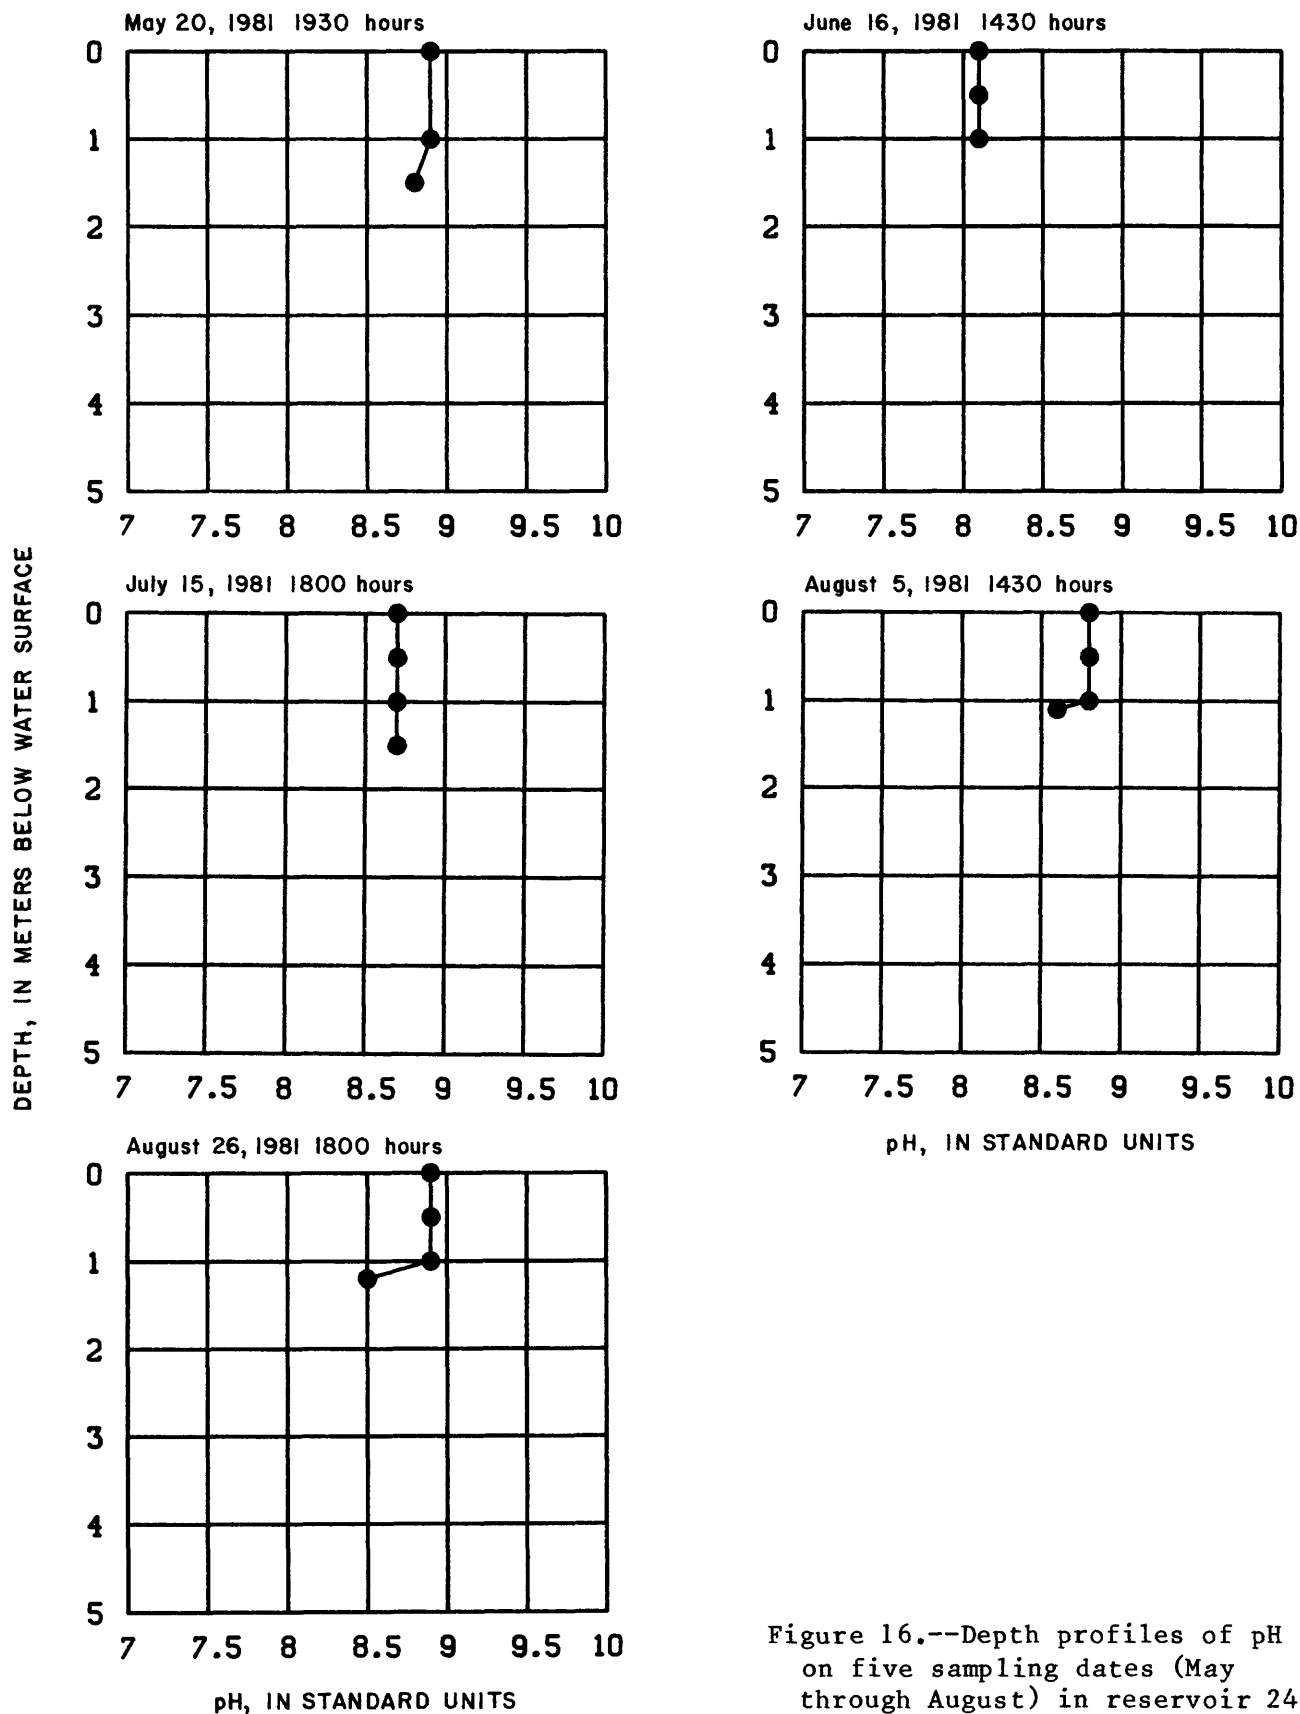 May 20, 1981 1930 hours
0
1
2
3
4
5
7 7.5 8 8.5 9 9.5 10
June 16, 1981 1430 hours
0
1
2
3
4
5
7 7.5 8 8.5 9 9.5 10
DEPTH, IN METERS BELOW WATER SURFACE
July 15, 1981 1800 hours
0
1
2
3
4
5
7 7.5 8 8.5 9 9.5 10
August 5, 1981 1430 hours
0
1
2
3
4
5
7 7.5 8 8.5 9 9.5 10
pH, IN STANDARD UNITS
August 26, 1981 1800 hours
0
1
2
3
4
5
7 7.5 8 8.5 9 9.5 10
pH, IN STANDARD UNITS
Figure 16.--Depth profiles of pH
on five sampling dates (May
through August) in reservoir 24